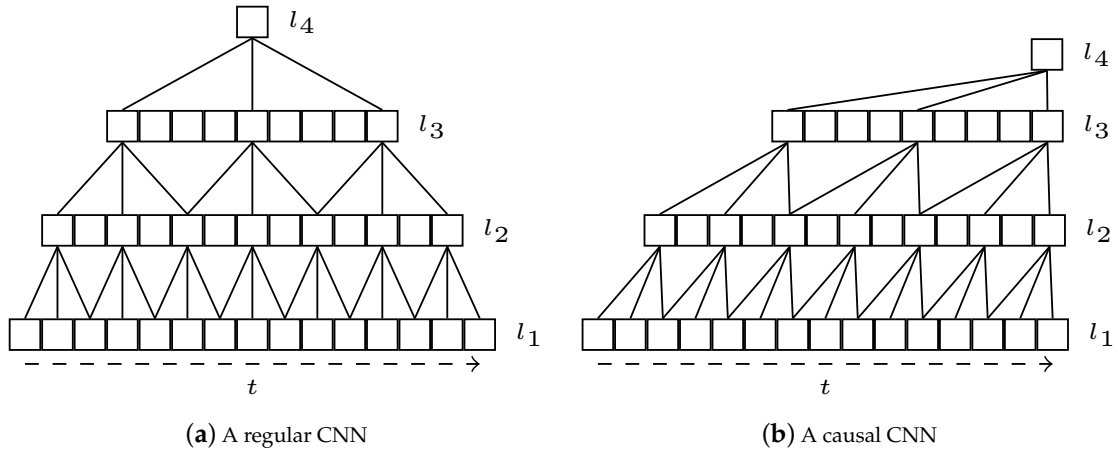 l₄
l₃
l₂
l₁
t
(a) A regular CNN
l₄
l₃
l₂
l₁
t
(b) A causal CNN